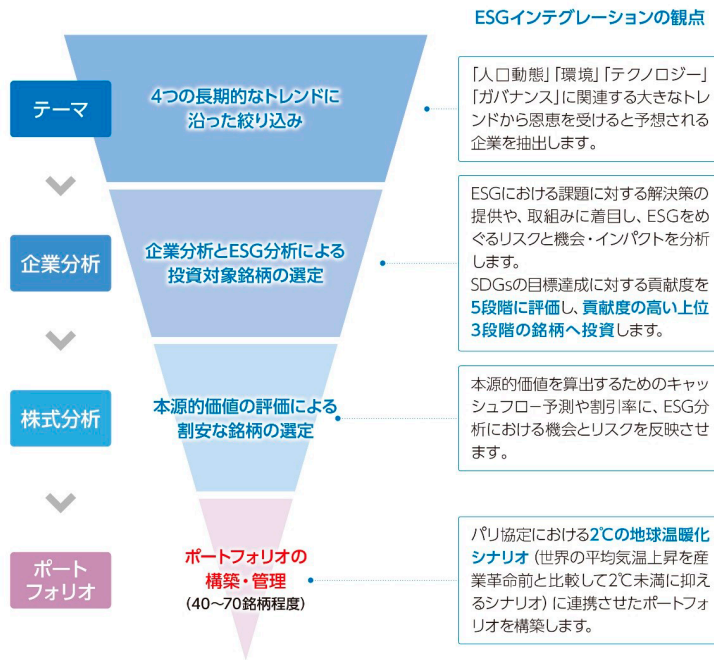 ESGインテグレーションの観点
テーマ
4つの長期的なトレンドに
沿った絞り込み
「人口動態」「環境」「テクノロジー」
「ガバナンス」に関連する大きなトレ
ンドから恩恵を受けると予想される
企業を抽出します。
企業分析
企業分析とESG分析による
投資対象銘柄の選定
ESGにおける課題に対する解決策の
提供や、取組みに着目し、ESGをめ
ぐるリスクと機会・インパクトを分析
します。
SDGsの目標達成に対する貢献度を
5段階に評価し、貢献度の高い上位
3段階の銘柄へ投資します。
株式分析
本源的価値の評価による
割安な銘柄の選定
本源的価値を算出するためのキャッ
シュフロー予測や割引率に、ESG分
析における機会とリスクを反映させ
ます。
ポート
フォリオ
ポートフォリオの
構築・管理
(40～70銘柄程度)
パリ協定における2℃の地球温暖化
シナリオ(世界の平均気温上昇を産
業革命前と比較して2℃未満に抑え
るシナリオ)に連携させたポートフォ
リオを構築します。